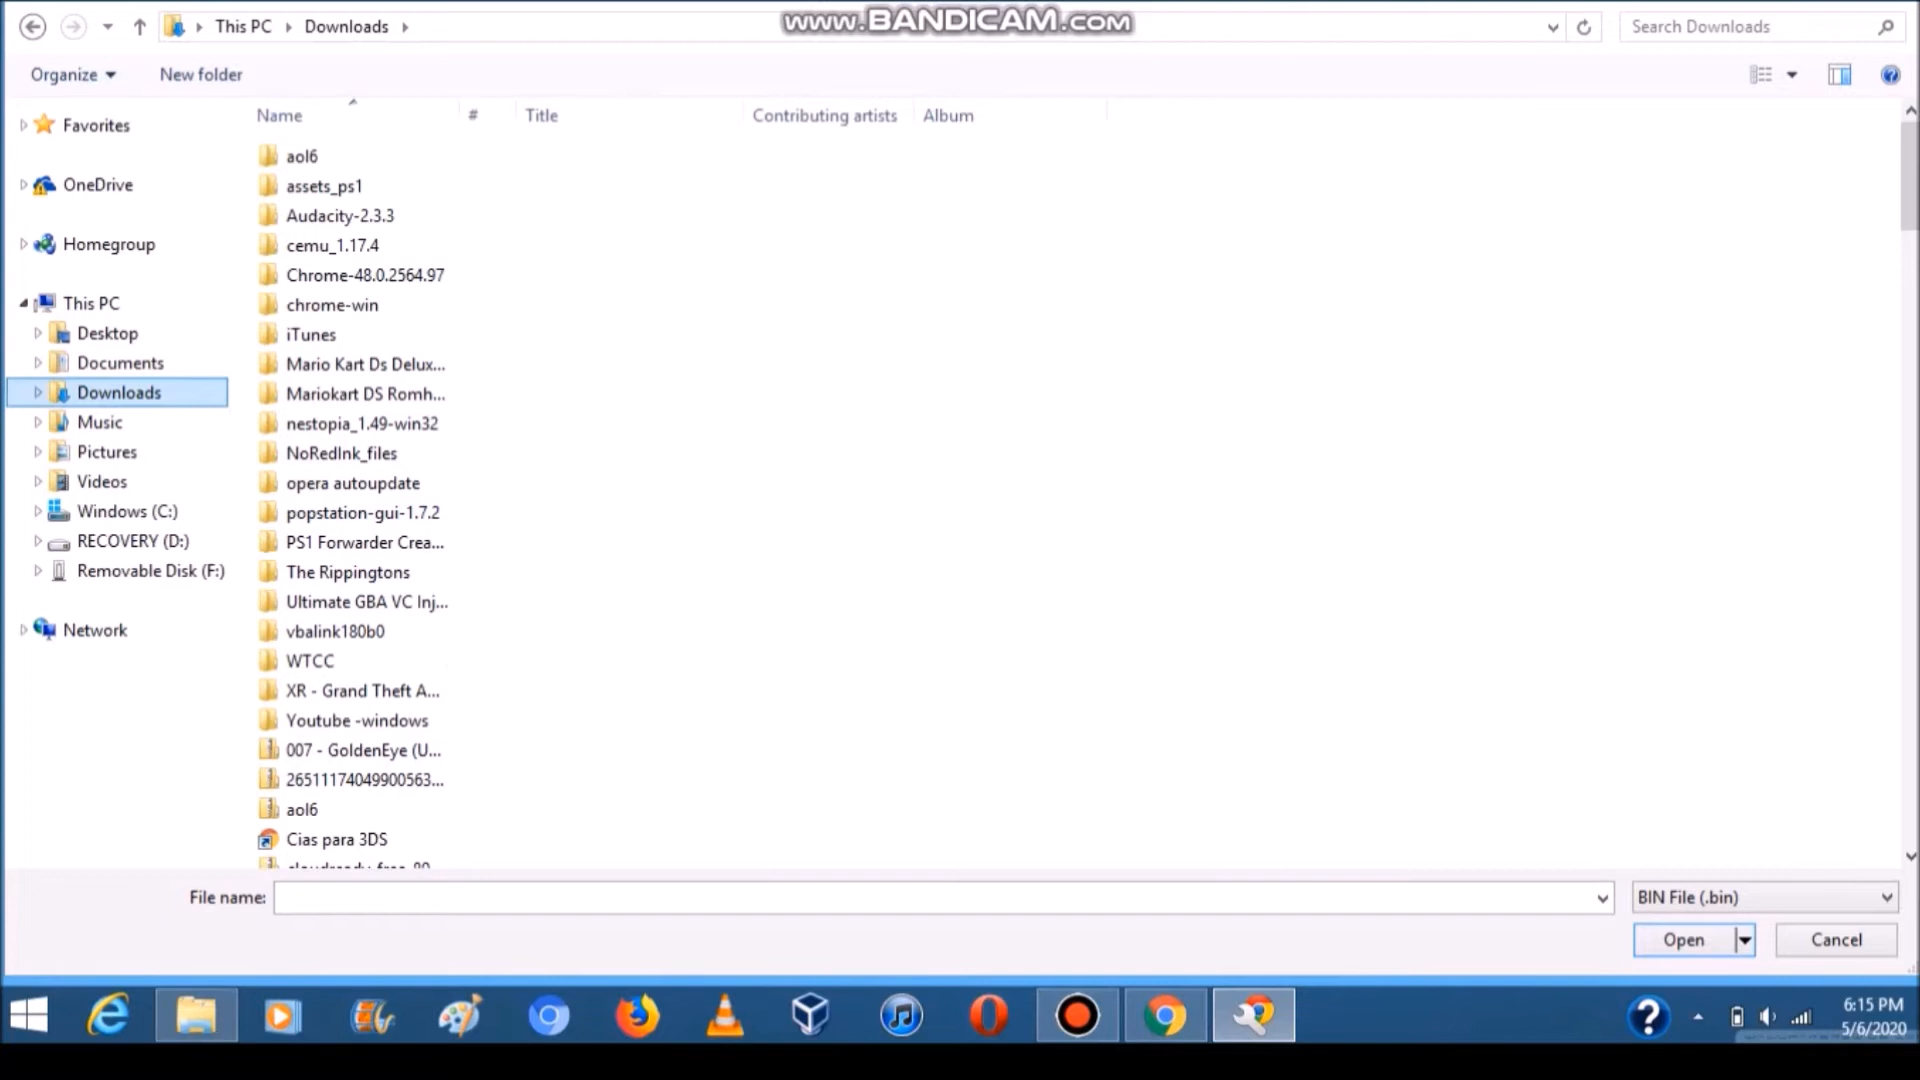 This PC
Downloads
www.BANDICAM.com
Search Downloads
Organize
New folder
Name
#
Title
Contributing artists
Album
Favorites
OneDrive
Homegroup
This PC
Desktop
Documents
Downloads
Music
Pictures
Videos
Windows (C:)
RECOVERY (D:)
Removable Disk (F:)
Network
aol6
assets_ps1
Audacity-2.3.3
cemu_1.17.4
Chrome-48.0.2564.97
chrome-win
iTunes
Mario Kart Ds Delux...
Mariokart DS Romh...
nestopia_1.49-win32
NoRedInk_files
opera autoupdate
popstation-gui-1.7.2
PS1 Forwarder Crea...
The Rippingtons
Ultimate GBA VC Inj...
vbalink180b0
WTCC
XR - Grand Theft A...
Youtube -windows
007 - GoldenEye (U...
26511174049900563...
aol6
Cias para 3DS
File name:
BIN File (.bin)
Open
Cancel
6:15 PM
5/6/2020